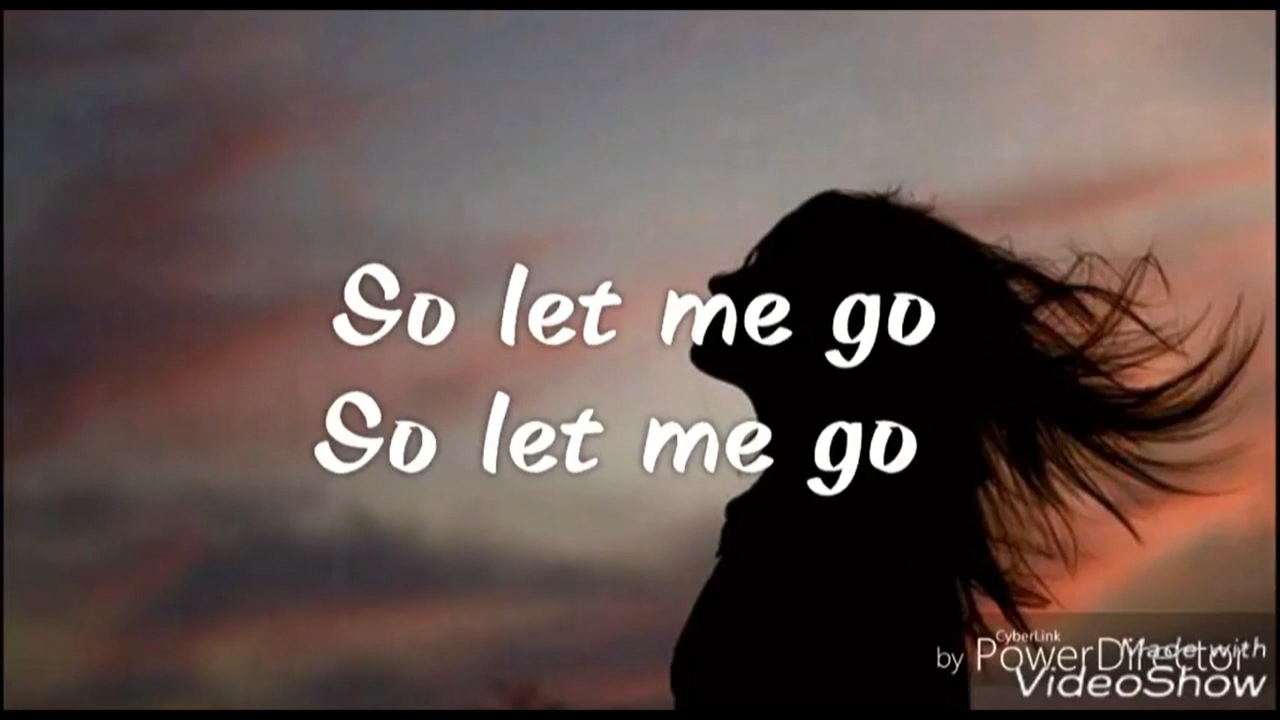 So let me go
So let me go
CyberLink
by PowerDirector
Made with
VideoShow